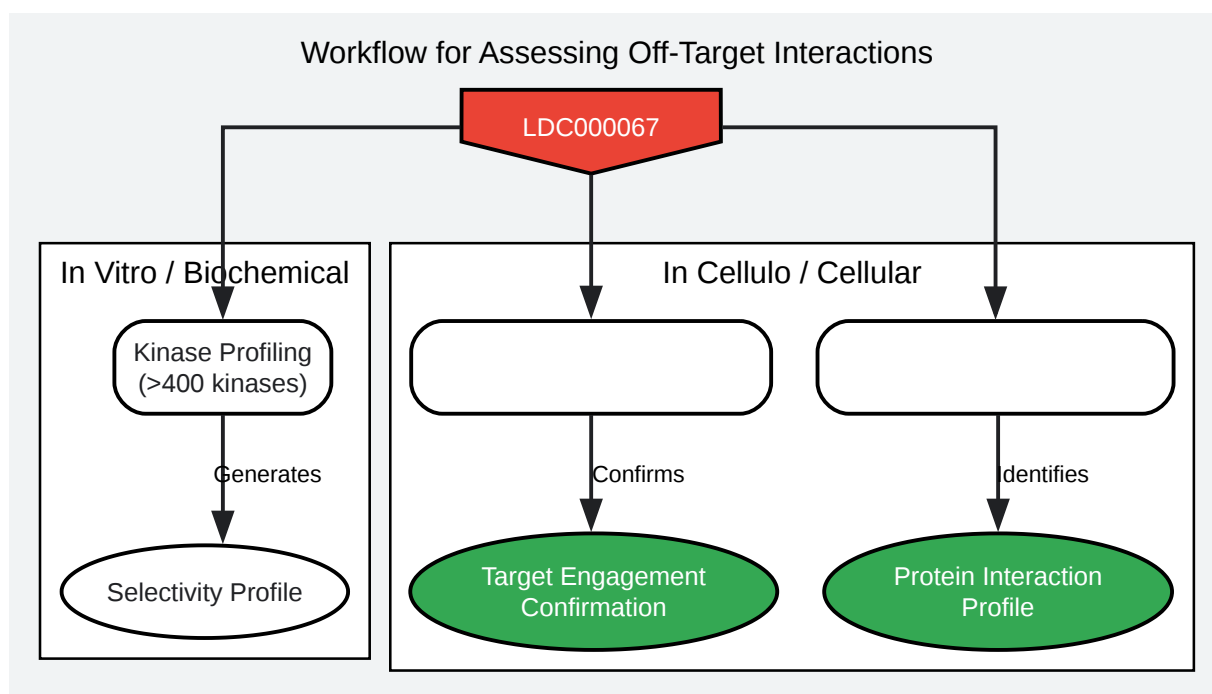 Workflow for Assessing Off-Target Interactions
LDC000067
In Vitro / Biochemical
Kinase Profiling
(>400 kinases)
Generates
Selectivity Profile
In Cellulo / Cellular
Confirms
Identifies
Target Engagement
Confirmation
Protein Interaction
Profile